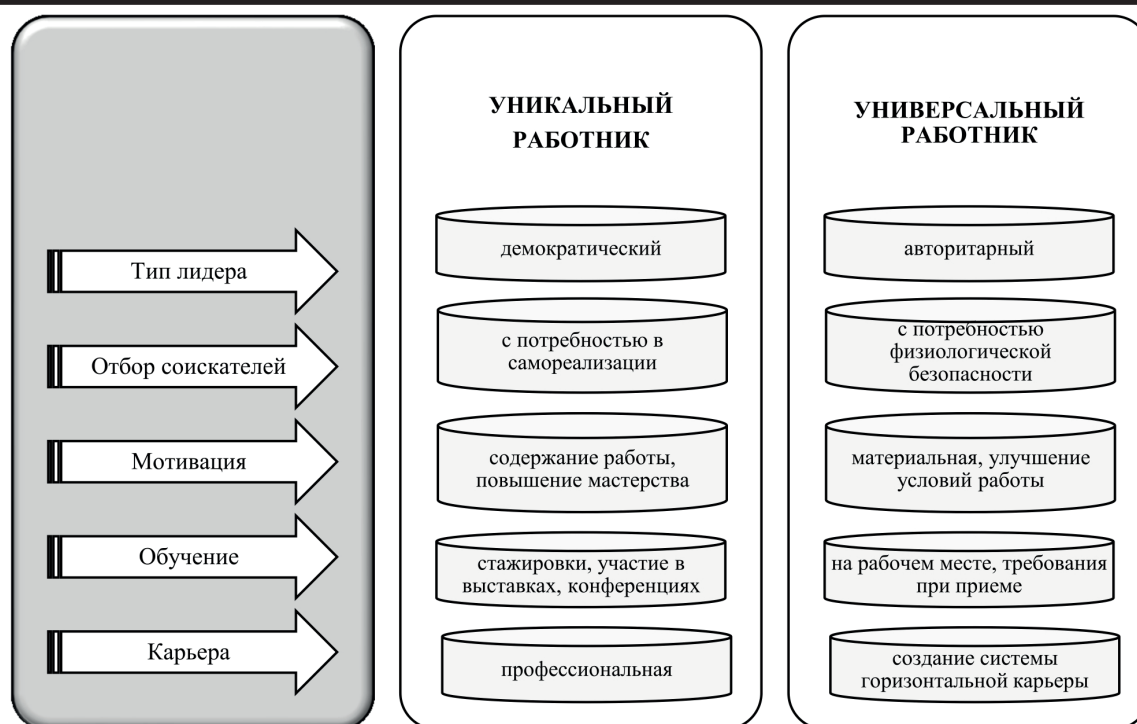 УНИКАЛЬНЫЙ
РАБОТНИК
УНИВЕРСАЛЬНЫЙ
РАБОТНИК
Тип лидера
демократический
авторитарный
Отбор соискателей
с потребностью в
самореализации
с потребностью
физиологической
безопасности
Мотивация
содержание работы,
повышение мастерства
материальная, улучшение
условий работы
Обучение
стажировки, участие в
выставках, конференциях
на рабочем месте, требования
при приеме
Карьера
профессиональная
создание системы
горизонтальной карьеры